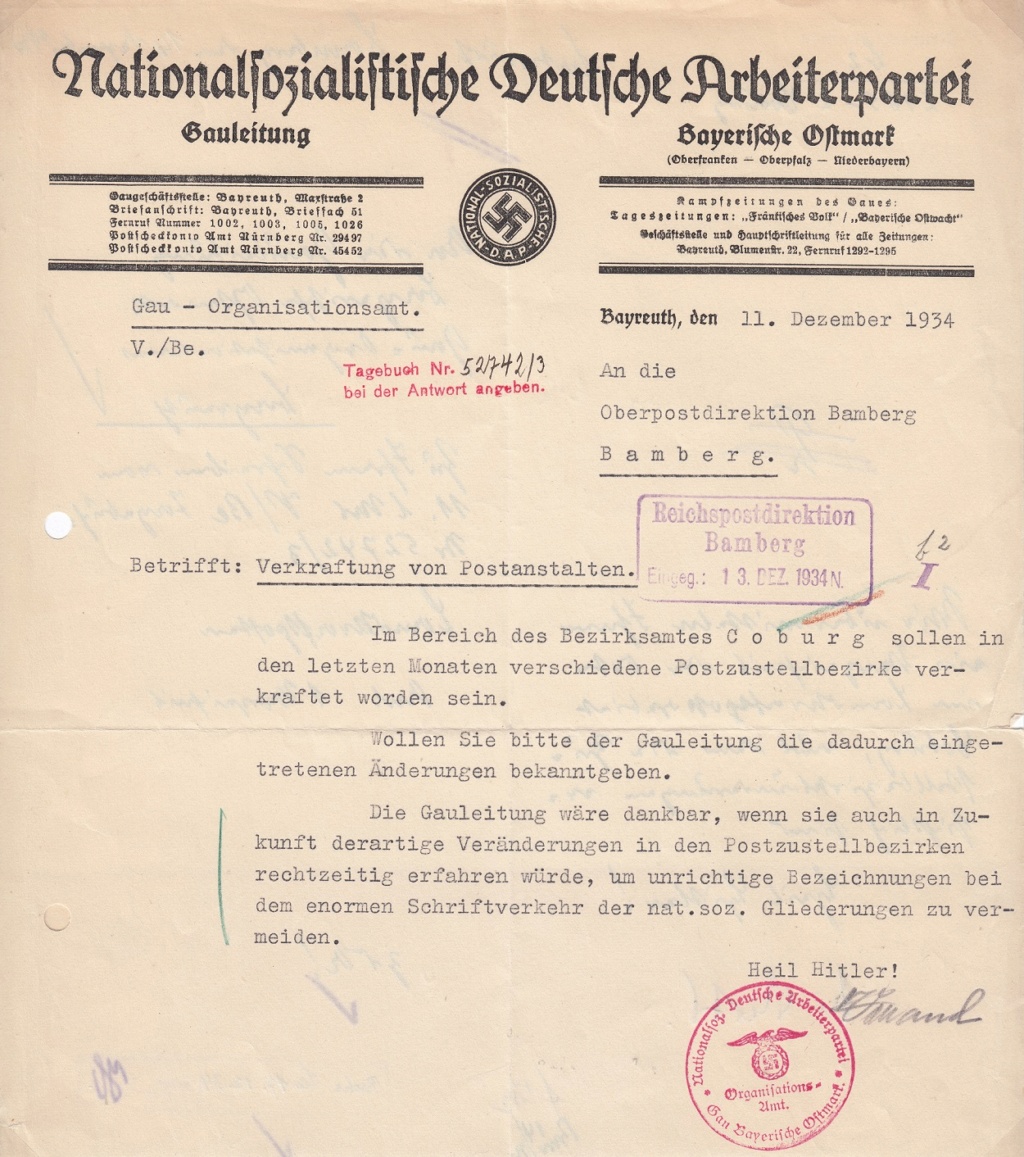 Nationalsozialistische Deutsche Arbeiterpartei
Gauleitung
Bayerische Ostmark
(Oberfranken — Oberpfalz — Niederbayern)
Gaugeschäftsstelle: Bayreuth, Maxstraße 2
Briefanschrift: Bayreuth, Brieffach 51
Fernruf Nummer 1002, 1003, 1005, 1026
Postscheckkonto Amt Nürnberg Nr. 29497
Postscheckkonto Amt Nürnberg Nr. 45452
NATIONAL-SOZIALISTISCHE-
D.A.P.
Kampfzeitungen des Gaues:
Tageszeitungen: „Fränkisches Volk" / „Bayerische Ostwacht"
Geschäftsstelle und Hauptschriftleitung für alle Zeitungen:
Bayreuth, Blumenstr. 22, Fernruf 1292-1295
Gau - Organisationsamt.
V./Be.
Bayreuth, den 11. Dezember 1934
Tagebuch Nr. 52742/3
bei der Antwort angeben.
An die
Oberpostdirektion Bamberg
B a m b e r g.
Reichspostdirektion
Bamberg
Eingeg.: 13. DEZ. 1934 N.
I
Betrifft: Verkraftung von Postanstalten.
Im Bereich des Bezirksamtes C o b u r g sollen in
den letzten Monaten verschiedene Postzustellbezirke ver-
kraftet worden sein.
Wollen Sie bitte der Gauleitung die dadurch einge-
tretenen Änderungen bekanntgeben.
Die Gauleitung wäre dankbar, wenn sie auch in Zu-
kunft derartige Veränderungen in den Postzustellbezirken
rechtzeitig erfahren würde, um unrichtige Bezeichnungen bei
dem enormen Schriftverkehr der nat.soz. Gliederungen zu ver-
meiden.
Heil Hitler!
Nationalsoz. Deutsche Arbeiterpartei
Organisations-
Amt.
Gau Bayerische Ostmark.